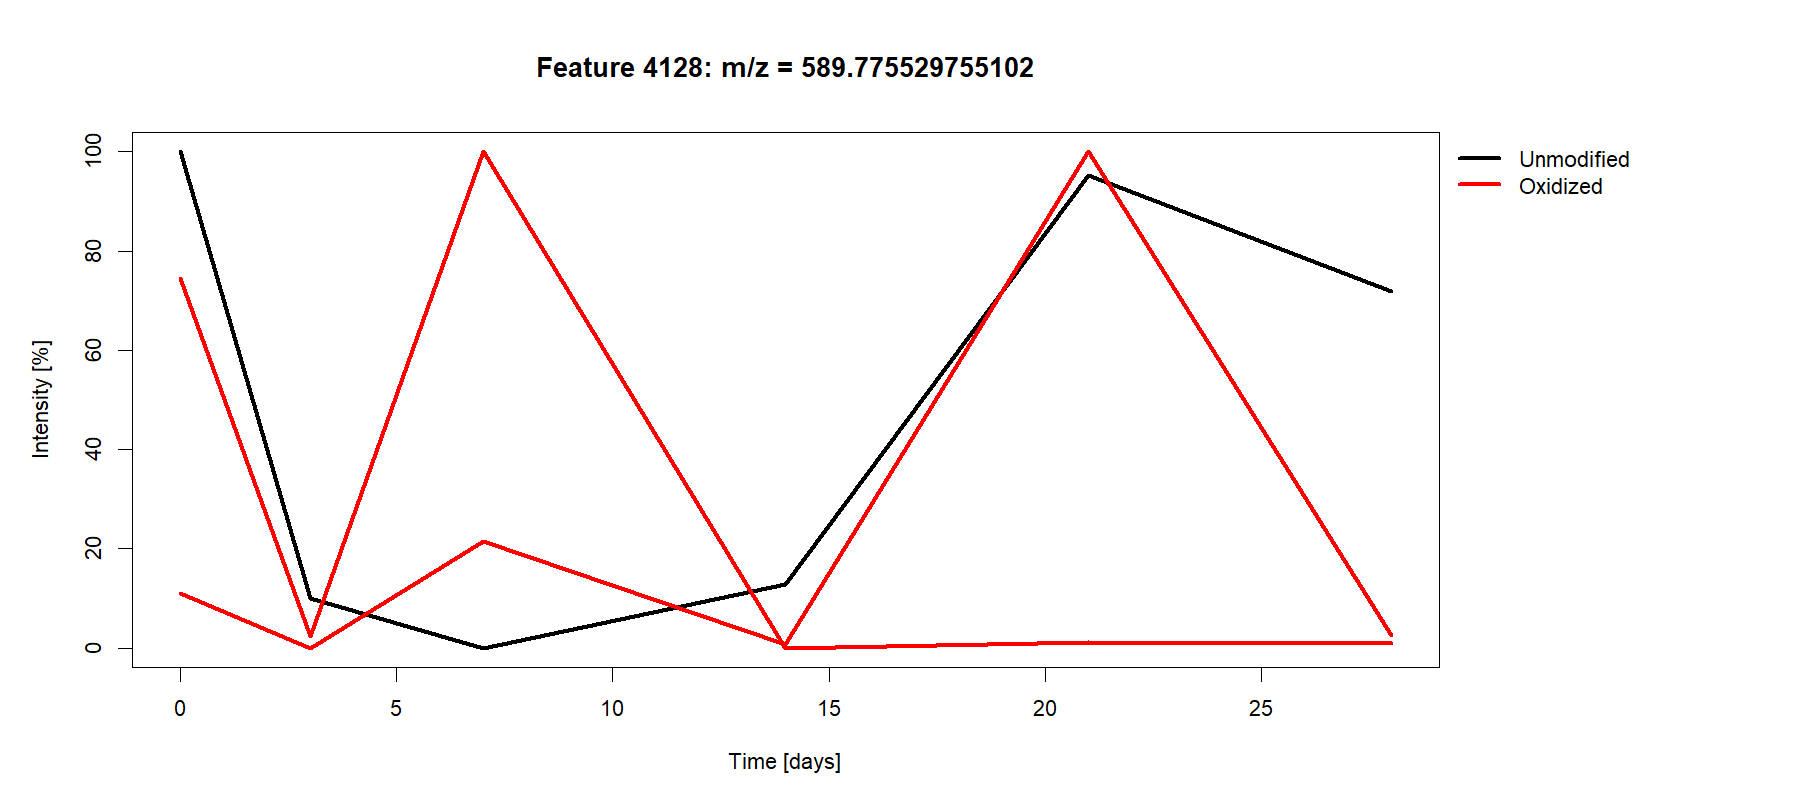 Feature 4128: m/z = 589.775529755102
Unmodified
Oxidized
Intensity [%]
100
80
60
40
20
0
0 5 10 15 20 25
Time [days]